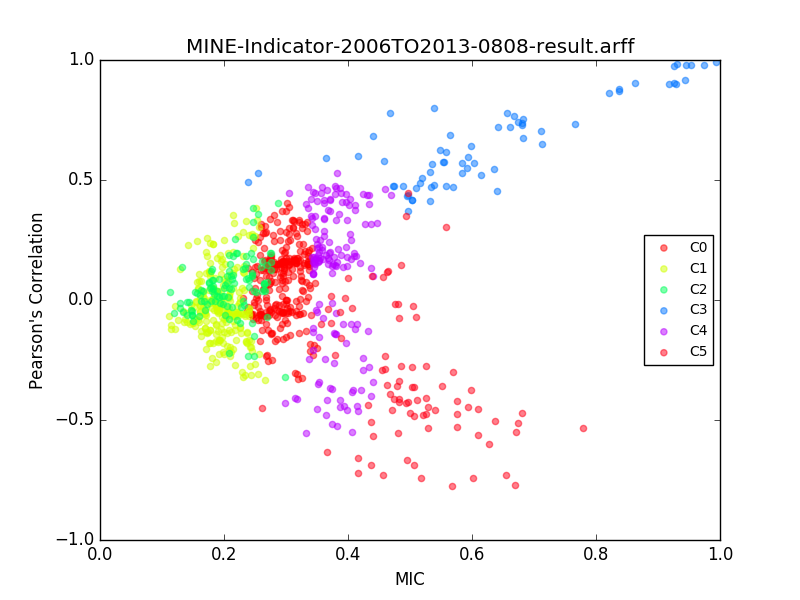 MINE-Indicator-2006TO2013-0808-result.arff
1.0
0.5
0.0
−0.5
−1.0
Pearson's Correlation
C0
C1
C2
C3
C4
C5
0.0 0.2 0.4 0.6 0.8 1.0
MIC